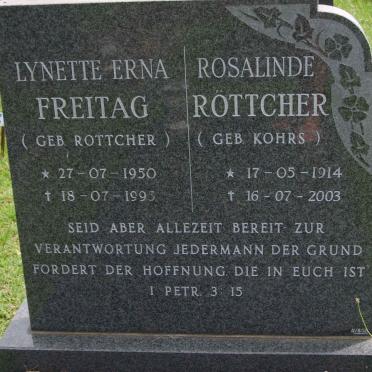 LYNETTE ERNA
FREITAG
( GEB ROTTCHER )
★ 27-07-1950
† 18-07-1995
ROSALINDE
RÖTTCHER
( GEB KOHRS )
★ 17-05-1914
† 16-07-2003
SEID ABER ALLEZEIT BEREIT ZUR
VERANTWORTUNG JEDERMANN DER GRUND
FORDERT DER HOFFNUNG DIE IN EUCH IST
1 PETR. 3:15